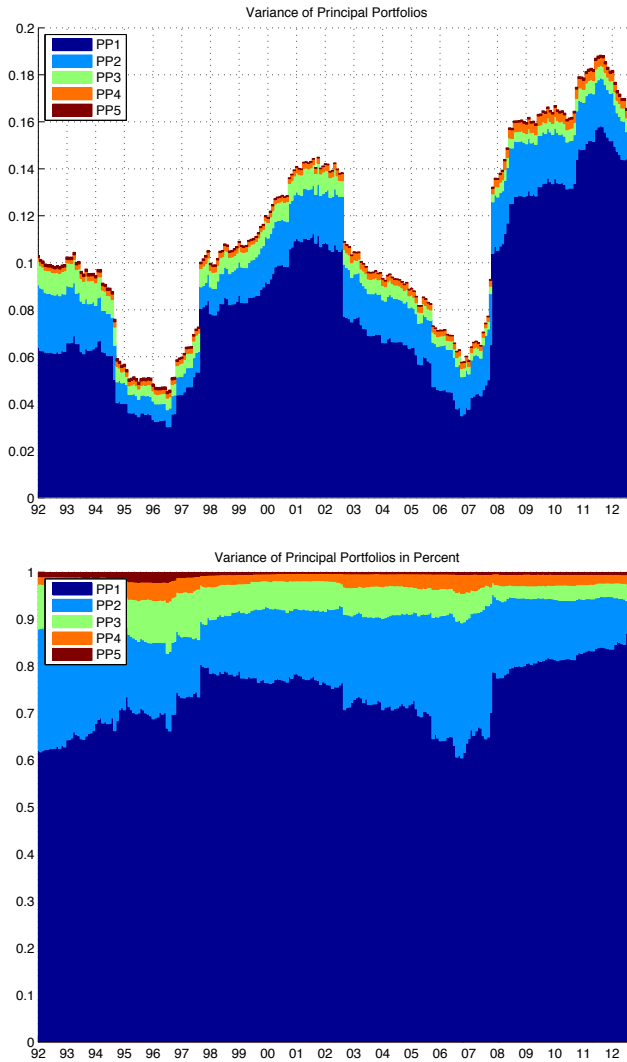 Variance of Principal Portfolios
0.2
0.18
0.16
0.14
0.12
0.1
0.08
0.06
0.04
0.02
0
PP1
PP2
PP3
PP4
PP5
92 93 94 95 96 97 98 99 00 01 02 03 04 05 06 07 08 09 10 11 12
Variance of Principal Portfolios in Percent
1
0.9
0.8
0.7
0.6
0.5
0.4
0.3
0.2
0.1
0
PP1
PP2
PP3
PP4
PP5
92 93 94 95 96 97 98 99 00 01 02 03 04 05 06 07 08 09 10 11 12